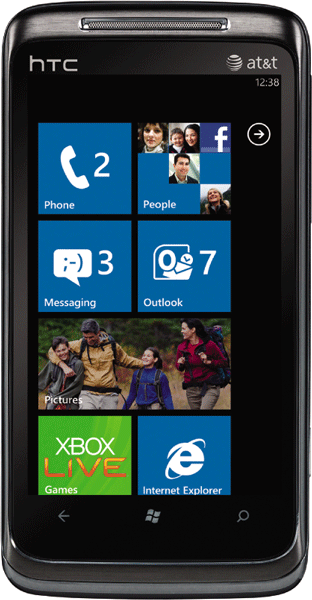 hTC
at&t
12:38
2
f
Phone
People
;-)
3
O
7
Messaging
Outlook
Pictures
XBOX
LIVE
Games
e
Internet Explorer